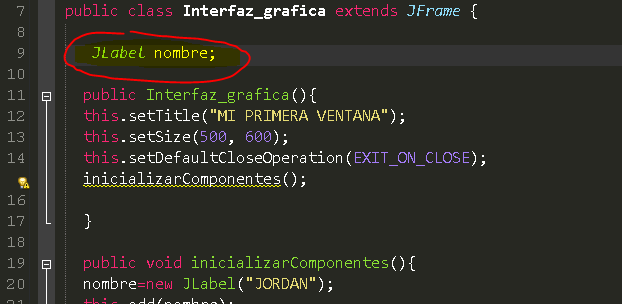 7 public class Interfaz_grafica extends JFrame {
8
9 JLabel nombre;
10
11 public Interfaz_grafica(){
12 this.setTitle("MI PRIMERA VENTANA");
13 this.setSize(500, 600);
14 this.setDefaultCloseOperation(EXIT_ON_CLOSE);
inicializarComponentes();
16
17 }
18
19 public void inicializarComponentes(){
20 nombre=new JLabel("JORDAN");
this.add(nombre);